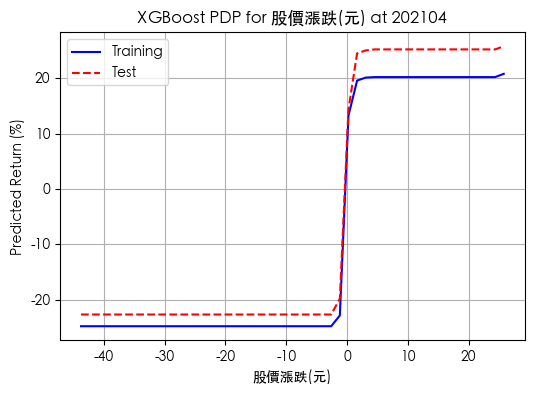 XGBoost PDP for 股價漲跌(元) at 202104
Training
Test
Predicted Return (%)
20
10
0
-10
-20
-40
-30
-20
-10
0
10
20
股價漲跌(元)